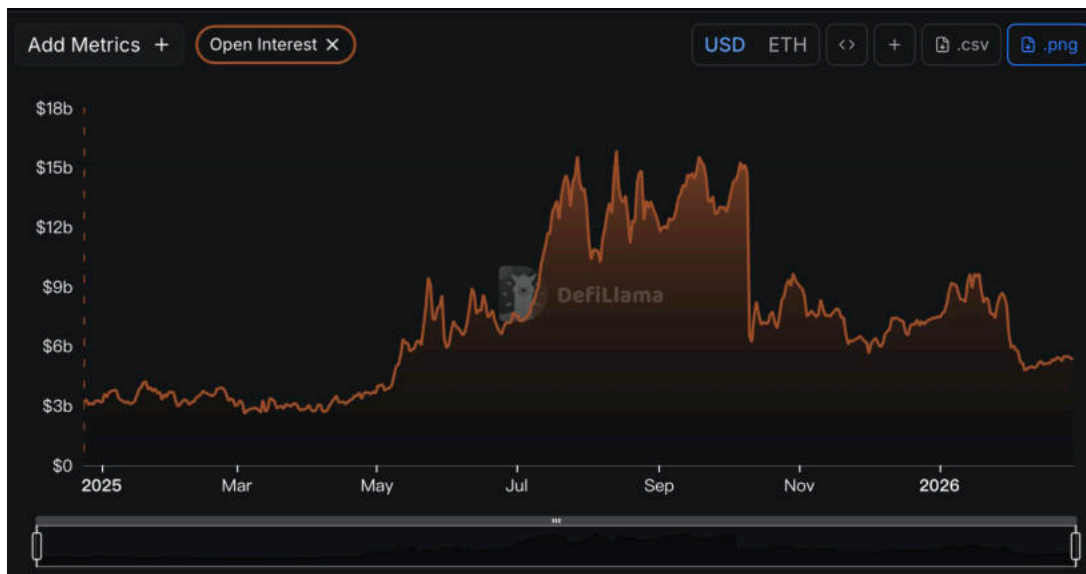 Add Metrics +
Open Interest ×
USD ETH <> + .csv .png
$18b
$15b
$12b
$9b
$6b
$3b
$0
DefiLlama
2025 Mar May Jul Sep Nov 2026